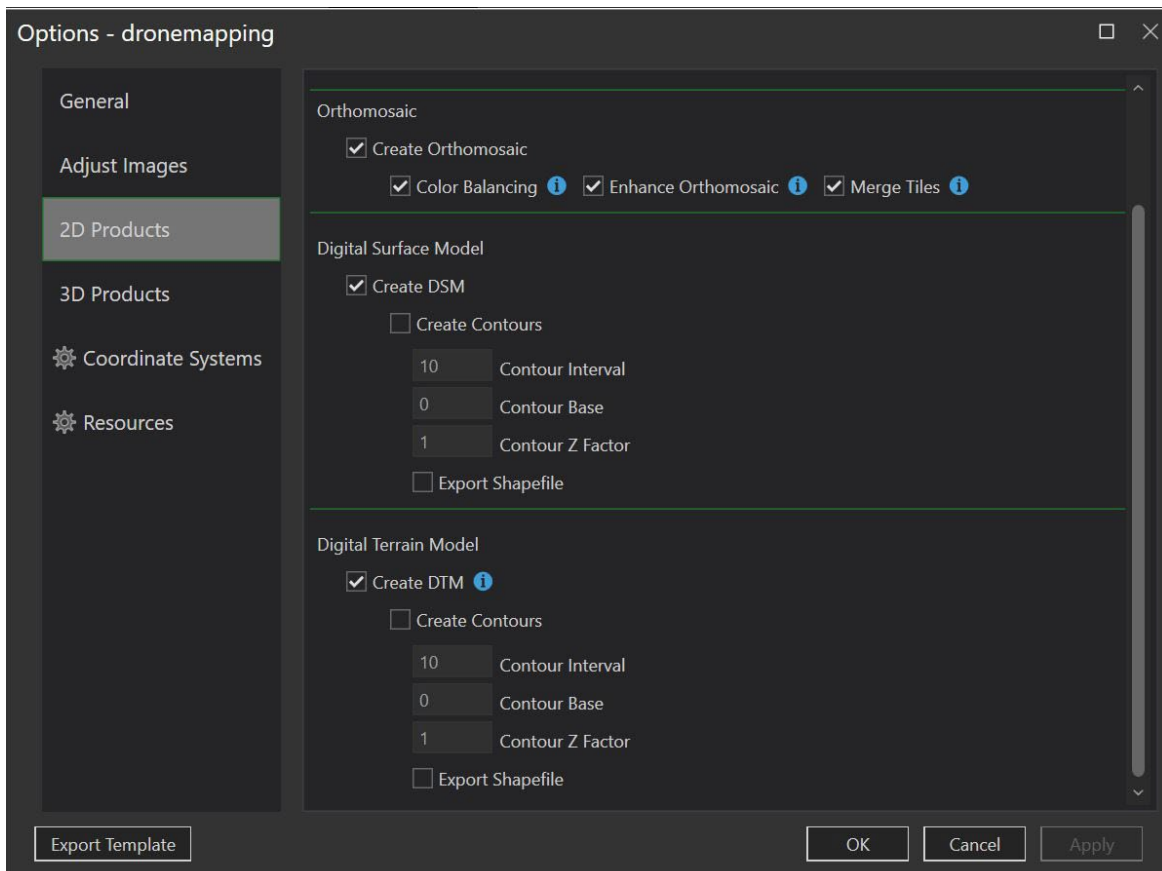 Options - dronemapping
General
Adjust Images
2D Products
3D Products
Coordinate Systems
Resources
Orthomosaic
Create Orthomosaic
Color Balancing Enhance Orthomosaic Merge Tiles
Digital Surface Model
Create DSM
Create Contours
10 Contour Interval
0 Contour Base
1 Contour Z Factor
Export Shapefile
Digital Terrain Model
Create DTM
Create Contours
10 Contour Interval
0 Contour Base
1 Contour Z Factor
Export Shapefile
Export Template
OK Cancel Apply